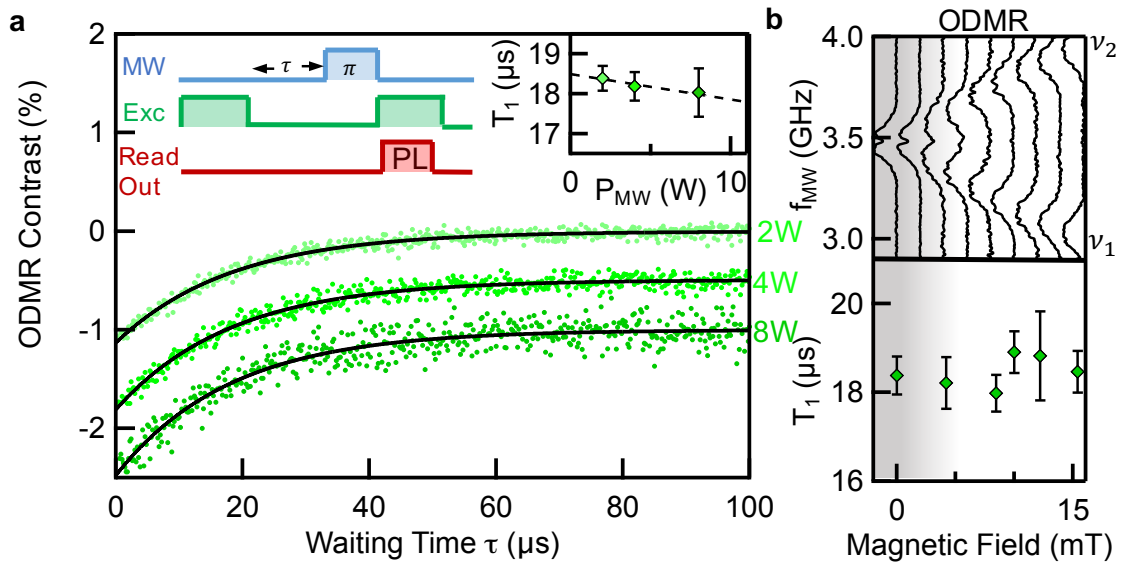 a
MW
τ
π
Exc
Read
Out
PL
ODMR Contrast (%)
2
1
0
-1
-2
2W
4W
8W
0 20 40 60 80 100
Waiting Time τ (μs)
T1 (μs)
19
18
17
0 10
PMW (W)
b
ODMR
fMW (GHz)
4.0
3.5
3.0
ν2
ν1
T1 (μs)
20
18
16
0 15
Magnetic Field (mT)